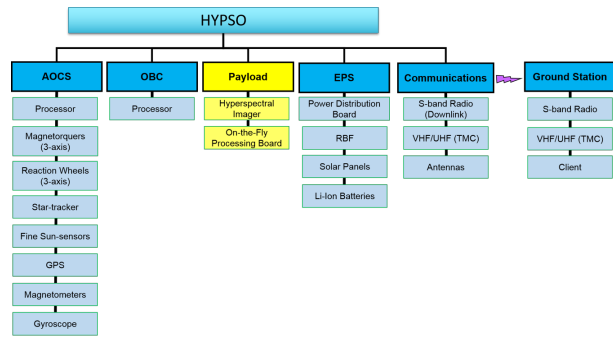 HYPSO
AOCS
OBC
Payload
EPS
Communications
Ground Station
Processor
Magnetorquers
(3-axis)
Reaction Wheels
(3-axis)
Star-tracker
Fine Sun-sensors
GPS
Magnetometers
Gyroscope
Processor
Hyperspectral
Imager
On-the-Fly
Processing Board
Power Distribution
Board
RBF
Solar Panels
Li-Ion Batteries
S-band Radio
(Downlink)
VHF/UHF (TMC)
Antennas
S-band Radio
VHF/UHF (TMC)
Client